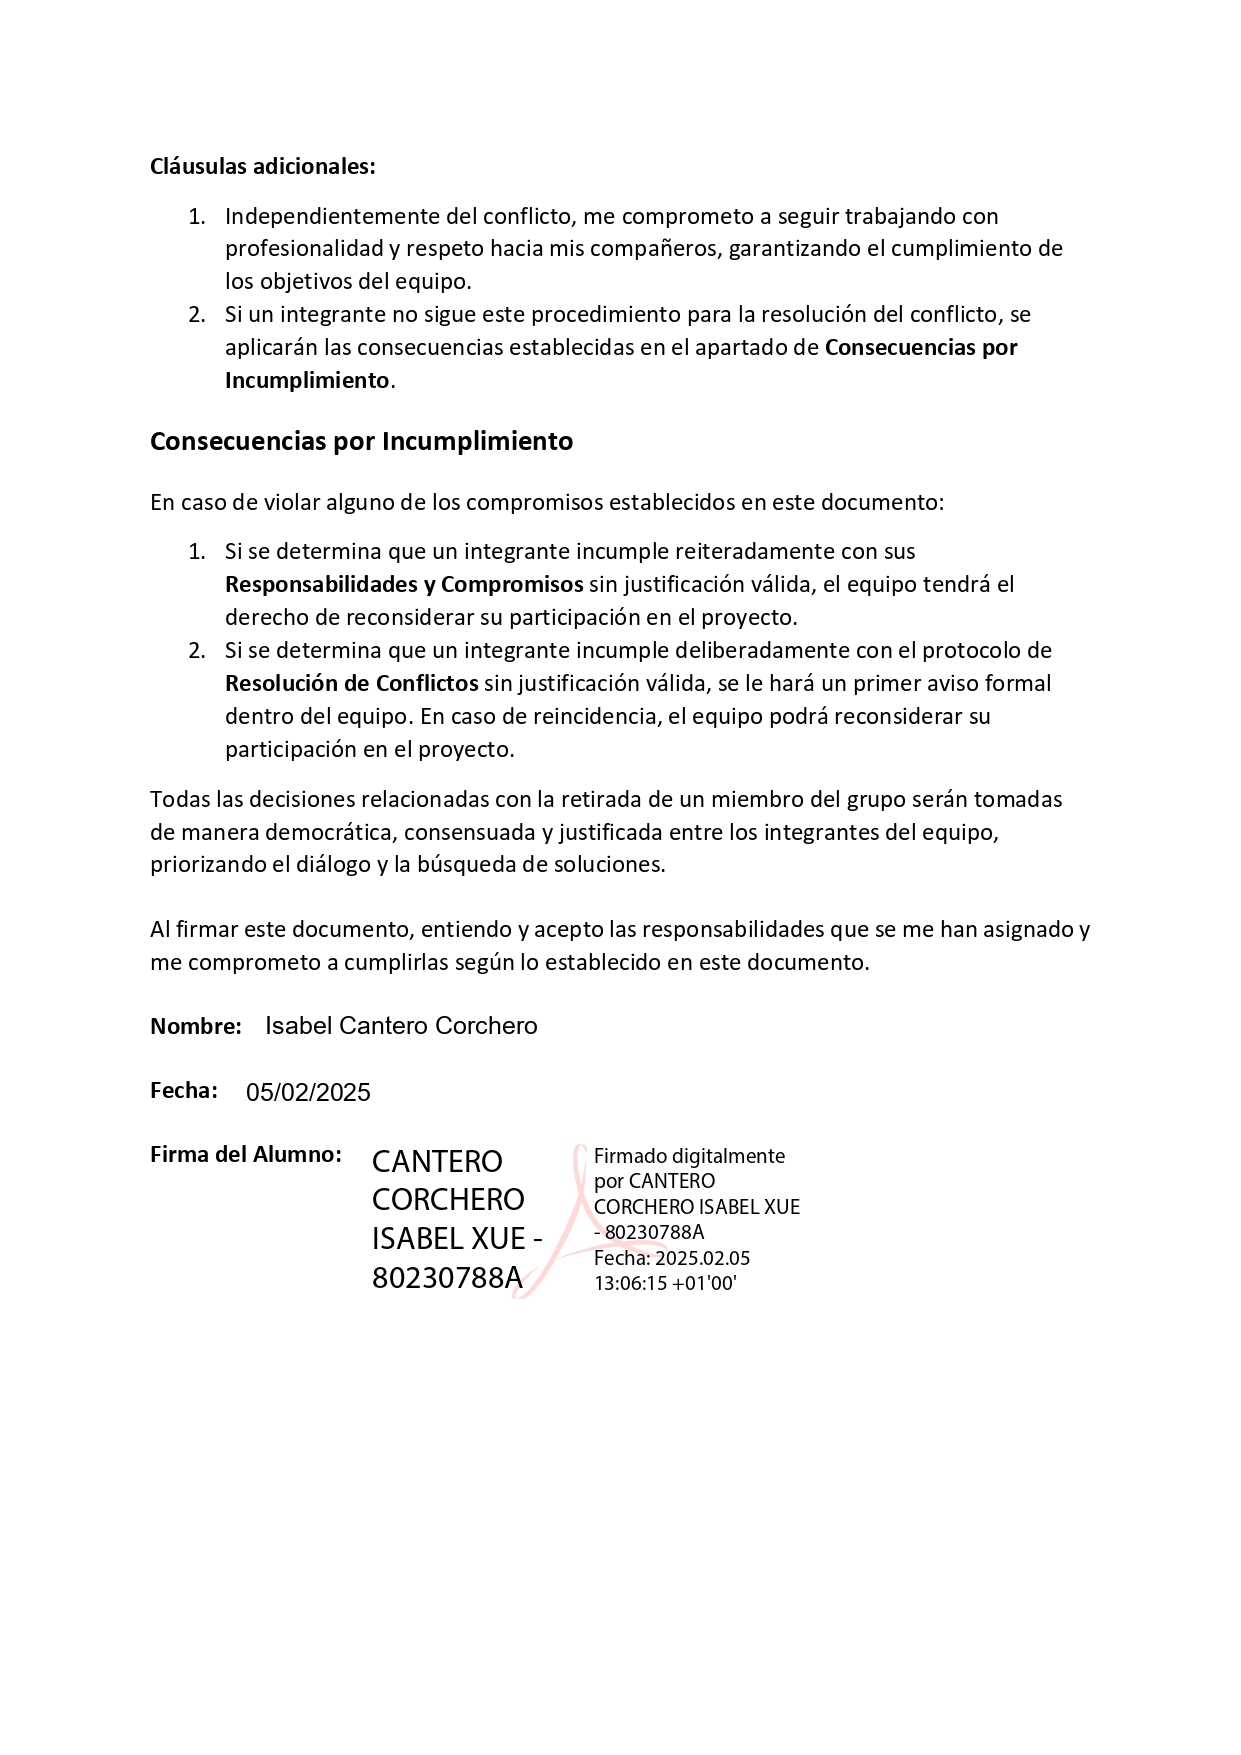 Cláusulas adicionales:
1. Independientemente del conflicto, me comprometo a seguir trabajando con
profesionalidad y respeto hacia mis compañeros, garantizando el cumplimiento de
los objetivos del equipo.
2. Si un integrante no sigue este procedimiento para la resolución del conflicto, se
aplicarán las consecuencias establecidas en el apartado de Consecuencias por
Incumplimiento.
Consecuencias por Incumplimiento
En caso de violar alguno de los compromisos establecidos en este documento:
1. Si se determina que un integrante incumple reiteradamente con sus
Responsabilidades y Compromisos sin justificación válida, el equipo tendrá el
derecho de reconsiderar su participación en el proyecto.
2. Si se determina que un integrante incumple deliberadamente con el protocolo de
Resolución de Conflictos sin justificación válida, se le hará un primer aviso formal
dentro del equipo. En caso de reincidencia, el equipo podrá reconsiderar su
participación en el proyecto.
Todas las decisiones relacionadas con la retirada de un miembro del grupo serán tomadas
de manera democrática, consensuada y justificada entre los integrantes del equipo,
priorizando el diálogo y la búsqueda de soluciones.
Al firmar este documento, entiendo y acepto las responsabilidades que se me han asignado y
me comprometo a cumplirlas según lo establecido en este documento.
Nombre: Isabel Cantero Corchero
Fecha: 05/02/2025
Firma del Alumno:
CANTERO
CORCHERO
ISABEL XUE -
80230788A
Firmado digitalmente
por CANTERO
CORCHERO ISABEL XUE
- 80230788A
Fecha: 2025.02.05
13:06:15 +01'00'